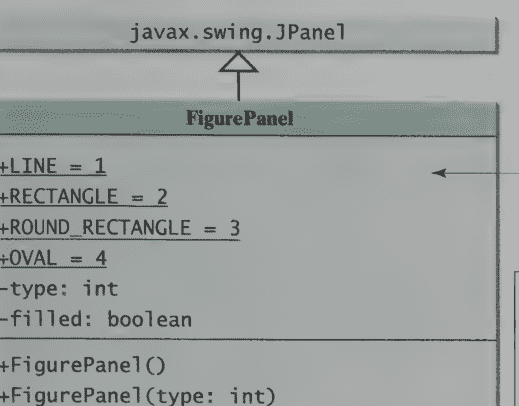 javax.swing.JPanel
FigurePanel
+LINE = 1
+RECTANGLE = 2
+ROUND_RECTANGLE = 3
+OVAL = 4
-type: int
-filled: boolean
+FigurePanel()
+FigurePanel(type: int)